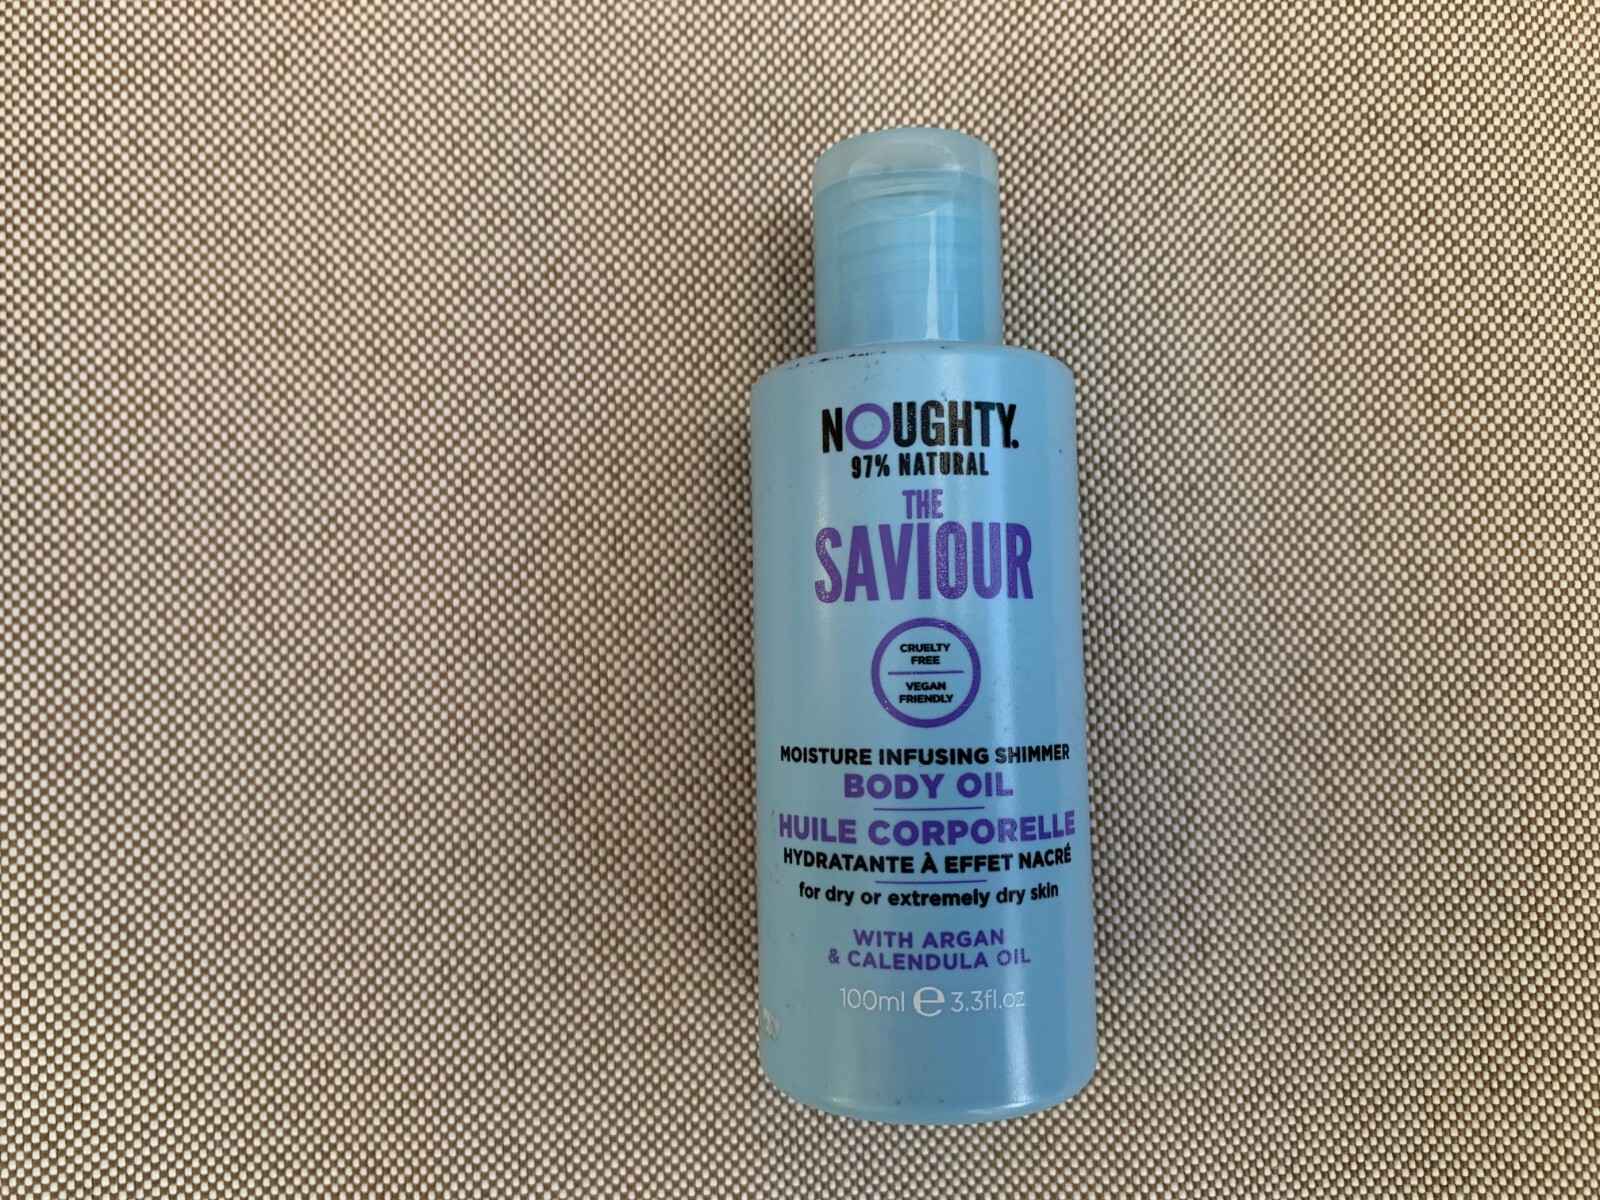 NOUGHTY.
97% NATURAL
THE
SAVIOUR
CRUELTY
FREE
VEGAN
FRIENDLY
MOISTURE INFUSING SHIMMER
BODY OIL
HUILE CORPORELLE
HYDRATANTE À EFFET NACRÉ
for dry or extremely dry skin
WITH ARGAN
& CALENDULA OIL
100ml e 3.3fl.oz